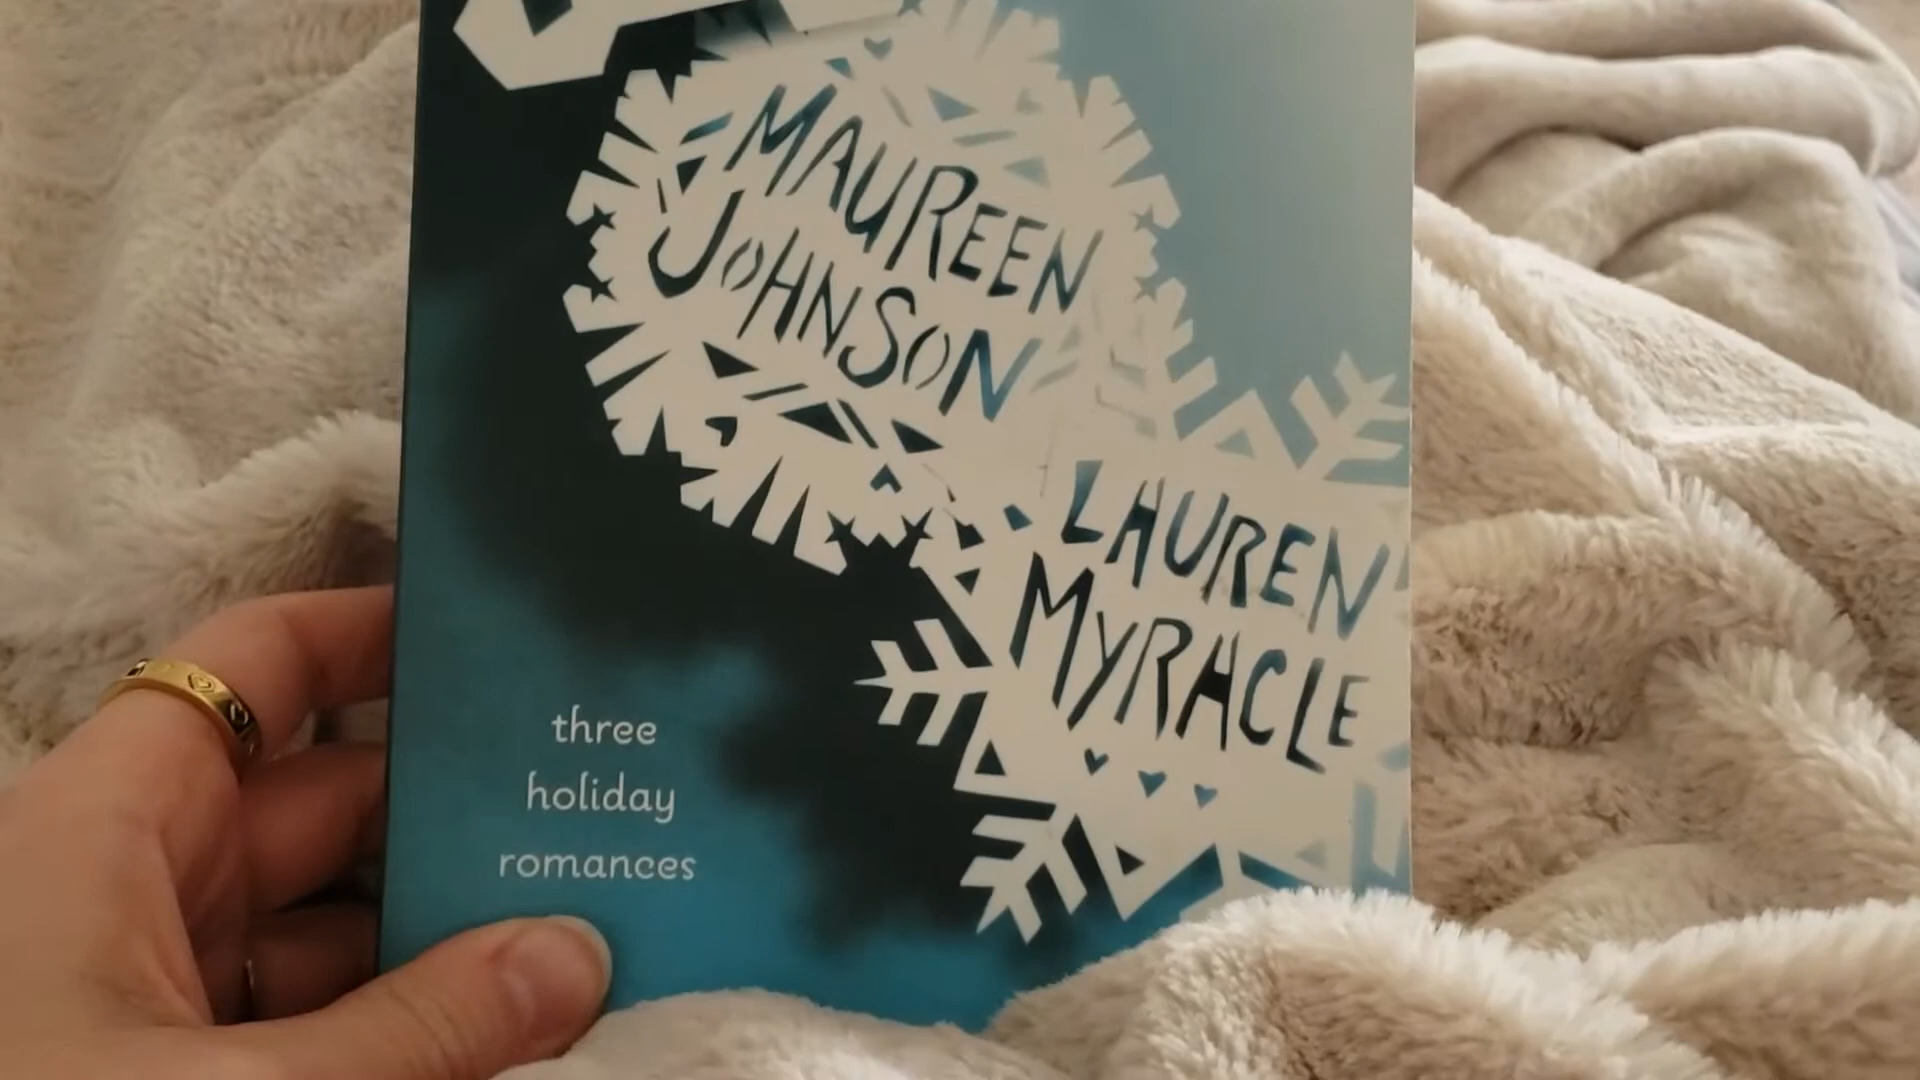 MAUREEN
JOHNSON
LAUREN
MYRACLE
three
holiday
romances